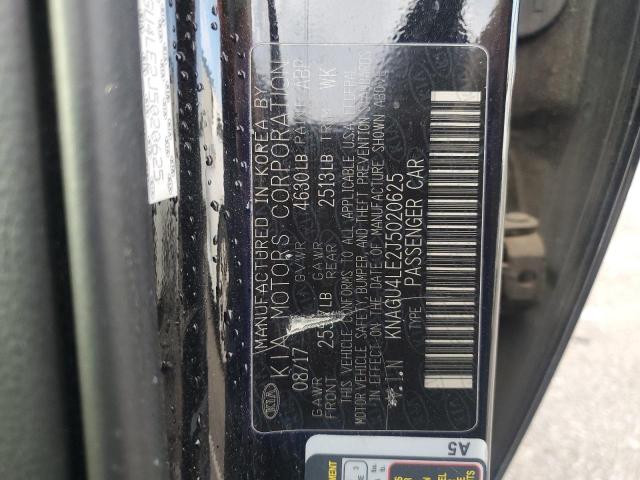 MANUFACTURED IN KOREA BY
KIA MOTORS CORPORATION
08/17 GVWR 4630LB PAINT ABP
GAWR FRONT LB GAWR REAR 2513LB TRIM WK
THIS VEHICLE CONFORMS TO ALL APPLICABLE U.S.A FEDERAL
MOTOR VEHICLE SAFETY, BUMPER, AND THEFT PREVENTION
IN EFFECT ON THE DATE OF MANUFACTURE SHOWN ABOVE
KNAGU4LE2J5020625
TYPE PASSENGER CAR
KIA
A5